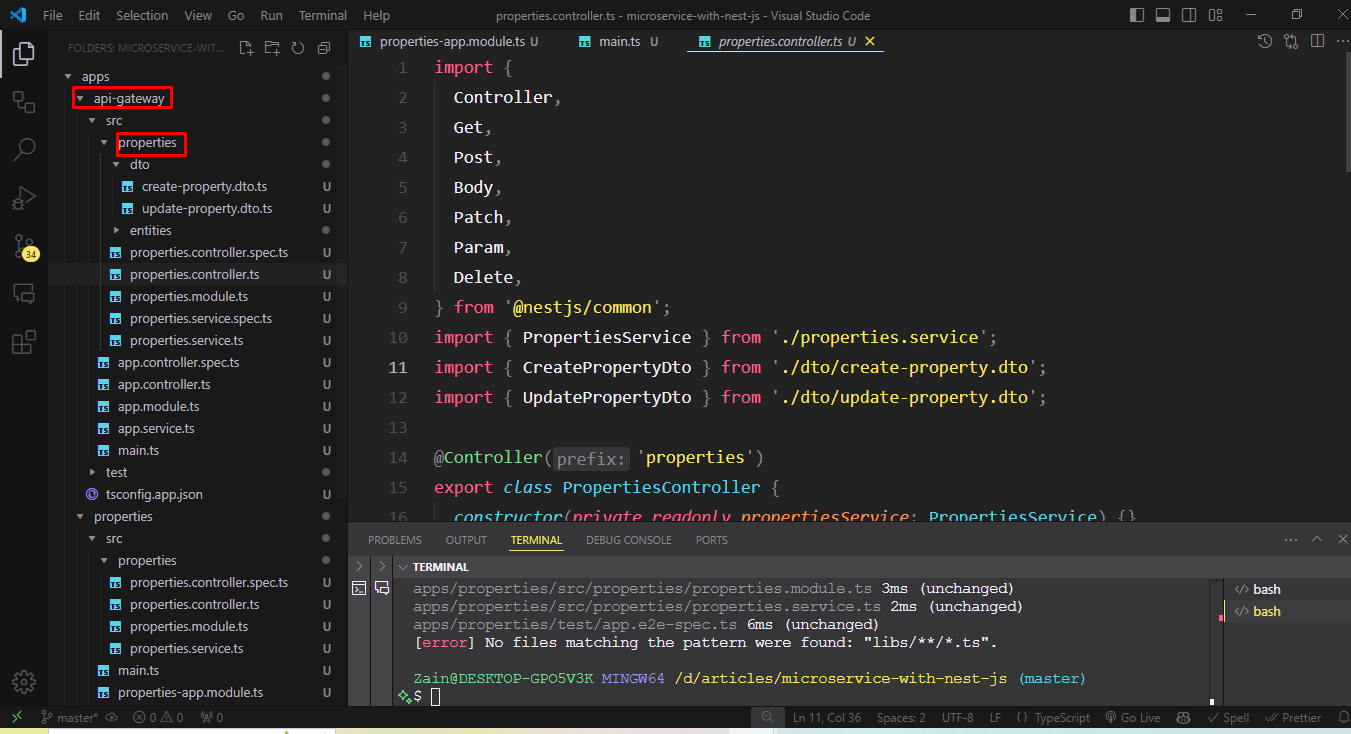 File Edit Selection View Go Run Terminal Help properties.controller.ts - microservice-with-nest-js - Visual Studio Code
FOLDERS: MICROSERVICE-WIT...
apps
api-gateway
src
properties
dto
create-property.dto.ts U
update-property.dto.ts U
entities
properties.controller.spec.ts U
properties.controller.ts U
properties.module.ts U
properties.service.spec.ts U
properties.service.ts U
app.controller.spec.ts U
app.controller.ts U
app.module.ts U
app.service.ts U
main.ts U
test
tsconfig.app.json U
properties
src
properties
properties.controller.spec.ts U
properties.controller.ts U
properties.module.ts U
properties.service.ts U
main.ts U
properties-app.module.ts U
34
properties-app.module.ts U main.ts U properties.controller.ts U
1 import {
2 Controller,
3 Get,
4 Post,
5 Body,
6 Patch,
7 Param,
8 Delete,
9 } from '@nestjs/common';
10 import { PropertiesService } from './properties.service';
11 import { CreatePropertyDto } from './dto/create-property.dto';
12 import { UpdatePropertyDto } from './dto/update-property.dto';
13
14 @Controller(prefix: 'properties')
15 export class PropertiesController {
16 constructor(private readonly propertiesService: PropertiesService) {}
PROBLEMS OUTPUT TERMINAL DEBUG CONSOLE PORTS
TERMINAL
apps/properties/src/properties/properties.module.ts 3ms (unchanged)
apps/properties/src/properties/properties.service.ts 2ms (unchanged)
apps/properties/test/app.e2e-spec.ts 6ms (unchanged)
[error] No files matching the pattern were found: "libs/**/*.ts".
Zain@DESKTOP-GPO5V3K MINGW64 /d/articles/microservice-with-nest-js (master)
$
bash
bash
master* 0 0 0 Ln 11, Col 36 Spaces: 2 UTF-8 LF {} TypeScript Go Live Spell Prettier